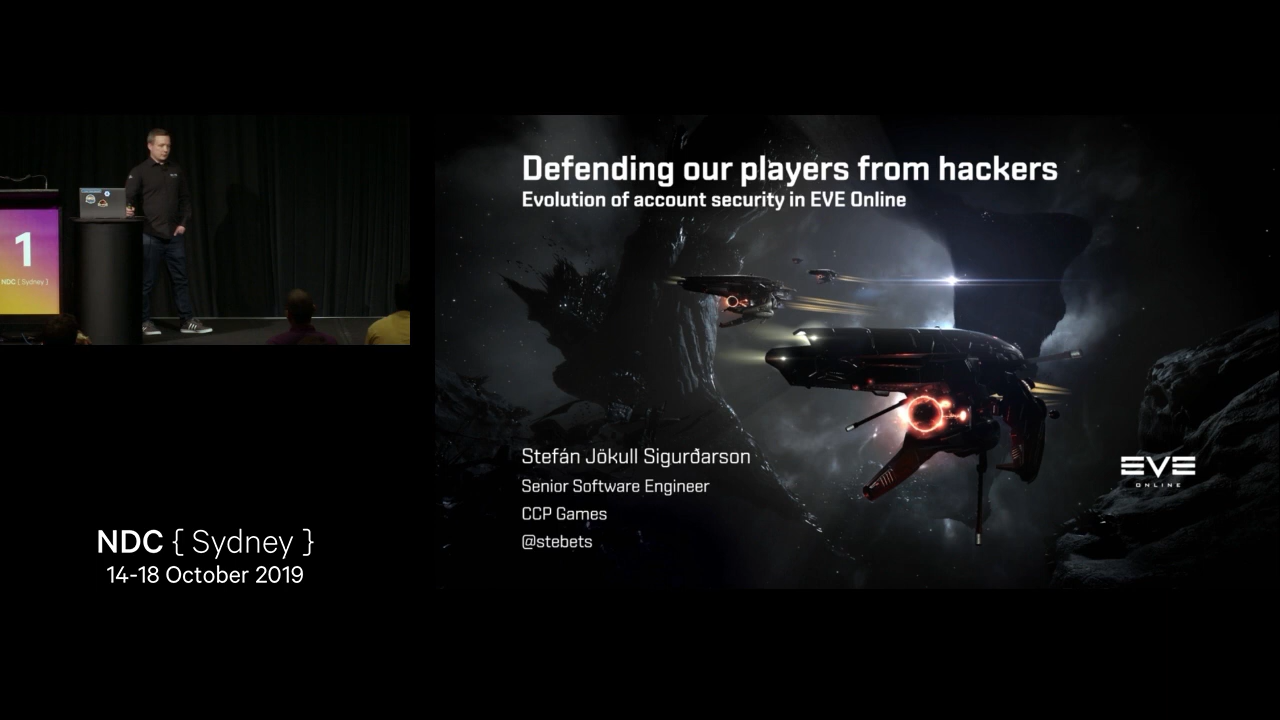 1
NDC { Sydney }
Defending our players from hackers
Evolution of account security in EVE Online
Stefán Jökull Sigurðarson
Senior Software Engineer
CCP Games
@stebets
EVE
ONLINE
NDC { Sydney }
14-18 October 2019